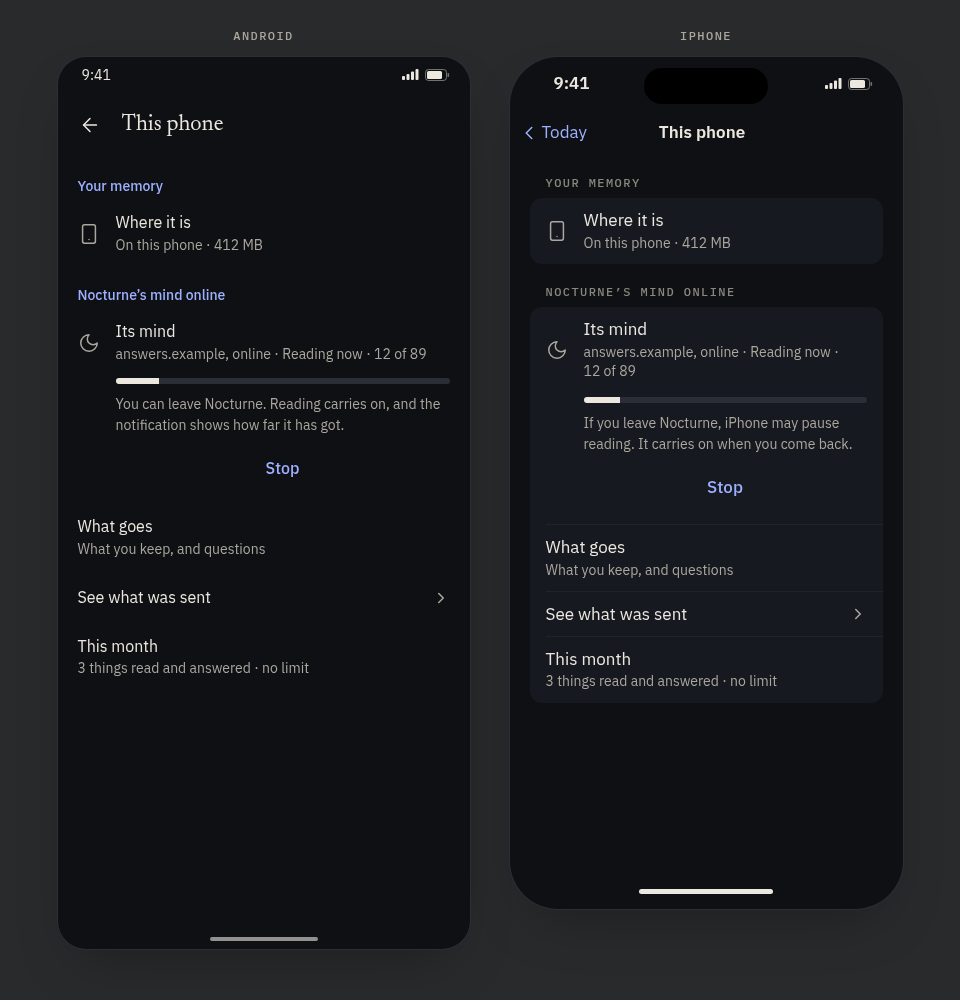 ANDROID
9:41
This phone
Your memory
Where it is
On this phone · 412 MB
Nocturne’s mind online
Its mind
answers.example, online · Reading now · 12 of 89
You can leave Nocturne. Reading carries on, and the
notification shows how far it has got.
Stop
What goes
What you keep, and questions
See what was sent
This month
3 things read and answered · no limit
IPHONE
9:41
Today
This phone
YOUR MEMORY
Where it is
On this phone · 412 MB
NOCTURNE’S MIND ONLINE
Its mind
answers.example, online · Reading now ·
12 of 89
If you leave Nocturne, iPhone may pause
reading. It carries on when you come back.
Stop
What goes
What you keep, and questions
See what was sent
This month
3 things read and answered · no limit